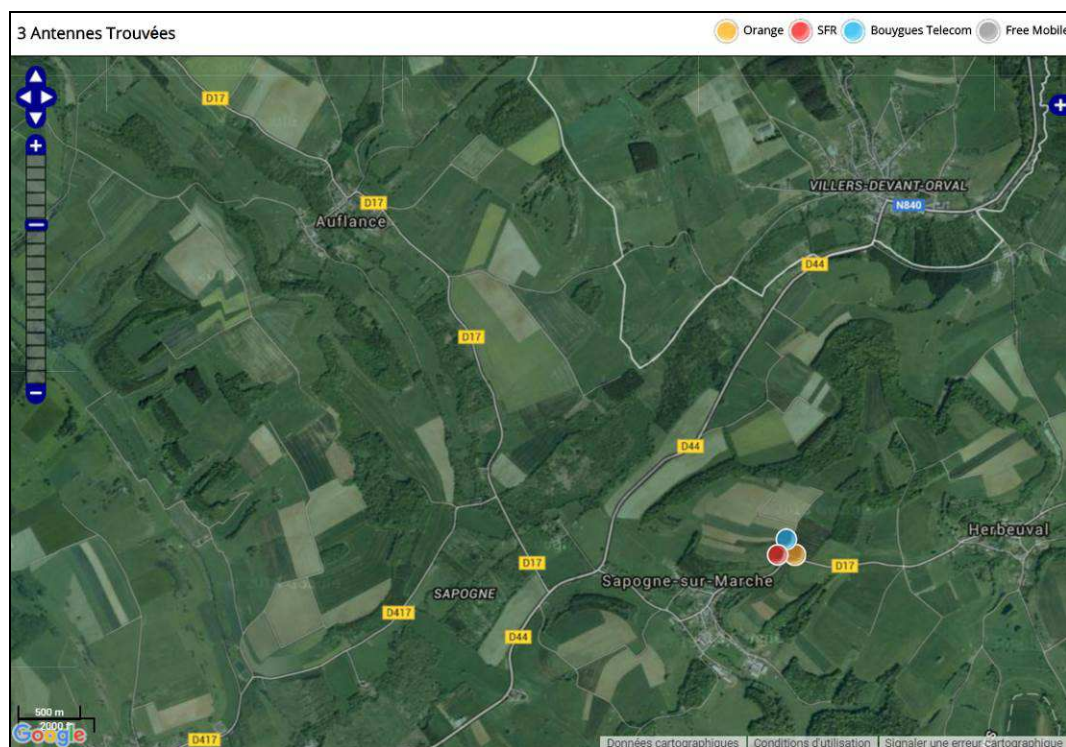 3 Antennes Trouvées
Orange SFR Bouygues Telecom Free Mobile
D17
VILLERS-DEVANT-ORVAL
D17
N840
Auflance
D44
D17
D44
Herbeuval
D17
D17
Sapogne-sur-Marche
SAPOGNE
D417
D44
500 m
2000 ft
Google
D417
Données cartographiques
Conditions d'utilisation
Signaler une erreur cartographique